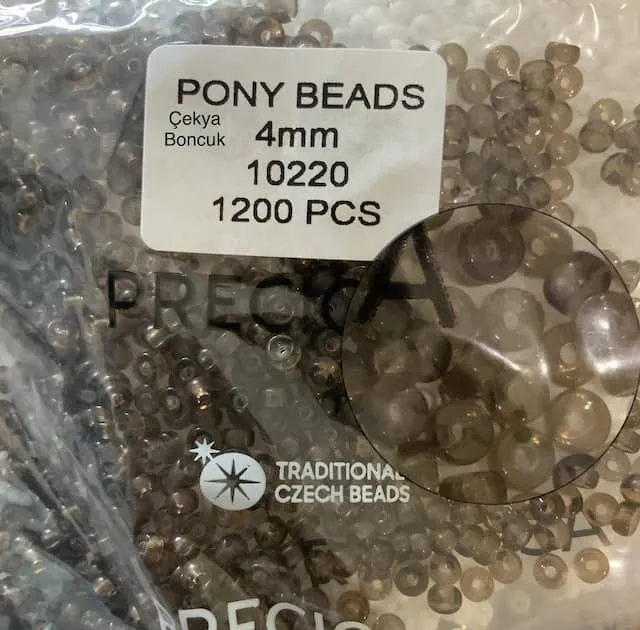 PONY BEADS
Çekya
Boncuk
4mm
10220
1200 PCS
PRECIOSA
TRADITIONAL
CZECH BEADS